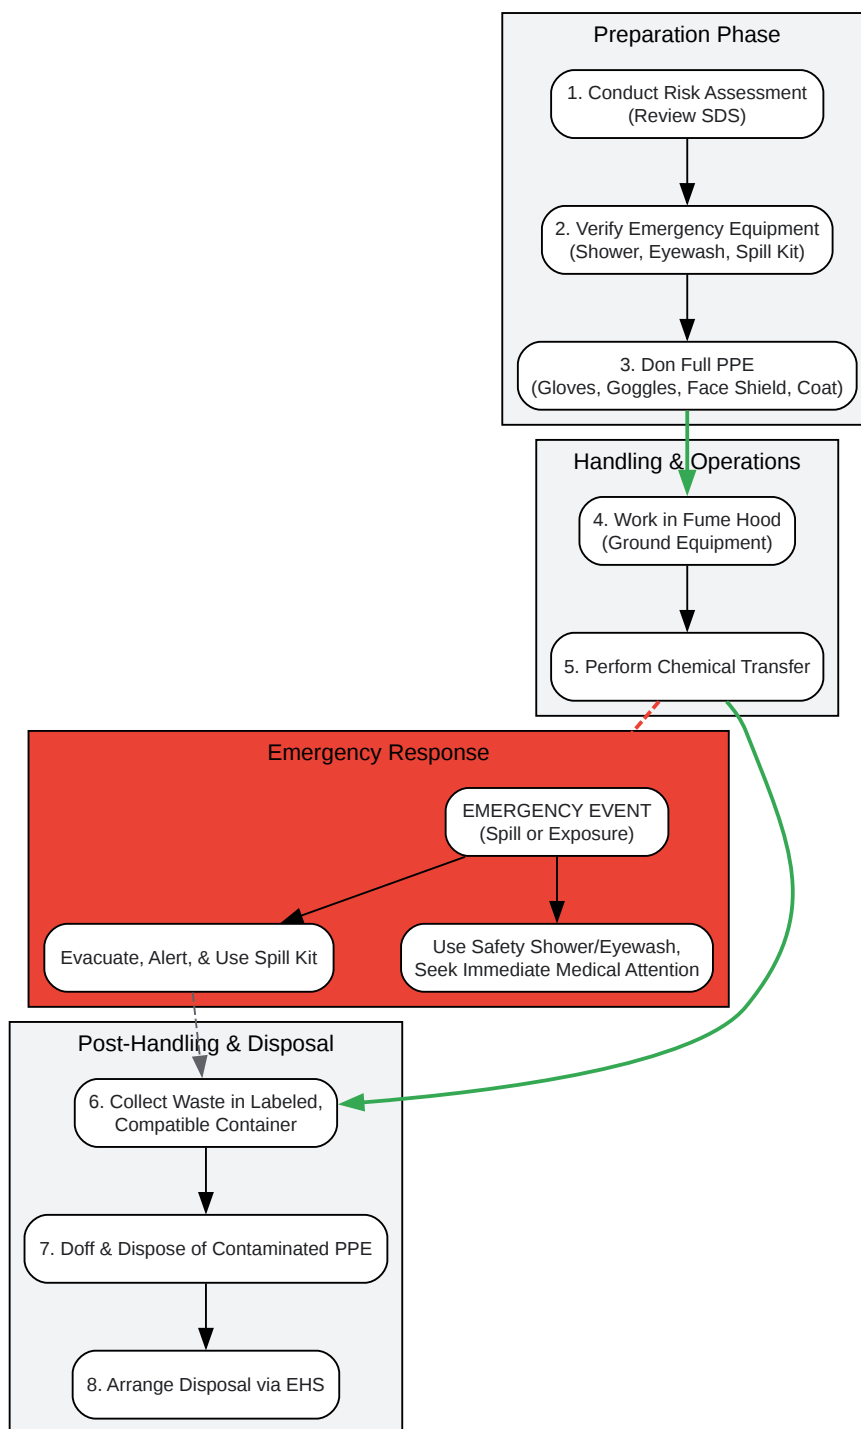 Preparation Phase
1. Conduct Risk Assessment
(Review SDS)
2. Verify Emergency Equipment
(Shower, Eyewash, Spill Kit)
3. Don Full PPE
(Gloves, Goggles, Face Shield, Coat)
Handling & Operations
4. Work in Fume Hood
(Ground Equipment)
5. Perform Chemical Transfer
Emergency Response
EMERGENCY EVENT
(Spill or Exposure)
Evacuate, Alert, & Use Spill Kit
Use Safety Shower/Eyewash,
Seek Immediate Medical Attention
Post-Handling & Disposal
6. Collect Waste in Labeled,
Compatible Container
7. Doff & Dispose of Contaminated PPE
8. Arrange Disposal via EHS